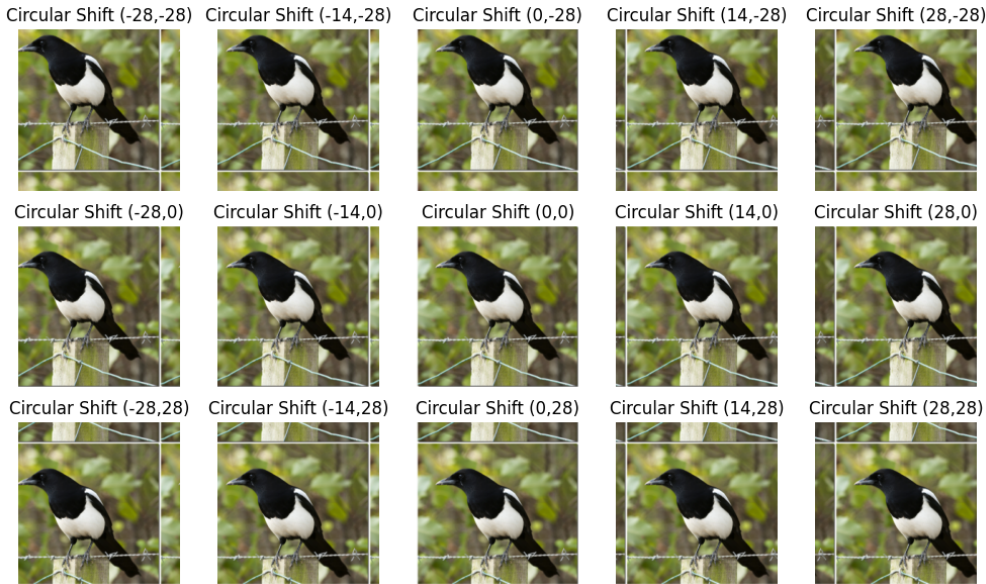 Circular Shift (-28,-28)
Circular Shift (-14,-28)
Circular Shift (0,-28)
Circular Shift (14,-28)
Circular Shift (28,-28)
Circular Shift (-28,0)
Circular Shift (-14,0)
Circular Shift (0,0)
Circular Shift (14,0)
Circular Shift (28,0)
Circular Shift (-28,28)
Circular Shift (-14,28)
Circular Shift (0,28)
Circular Shift (14,28)
Circular Shift (28,28)